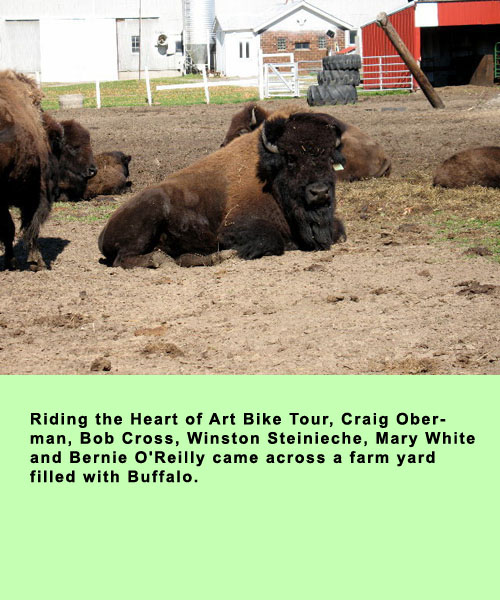 Riding the Heart of Art Bike Tour, Craig Ober-
man, Bob Cross, Winston Steinieche, Mary White
and Bernie O'Reilly came across a farm yard
filled with Buffalo.